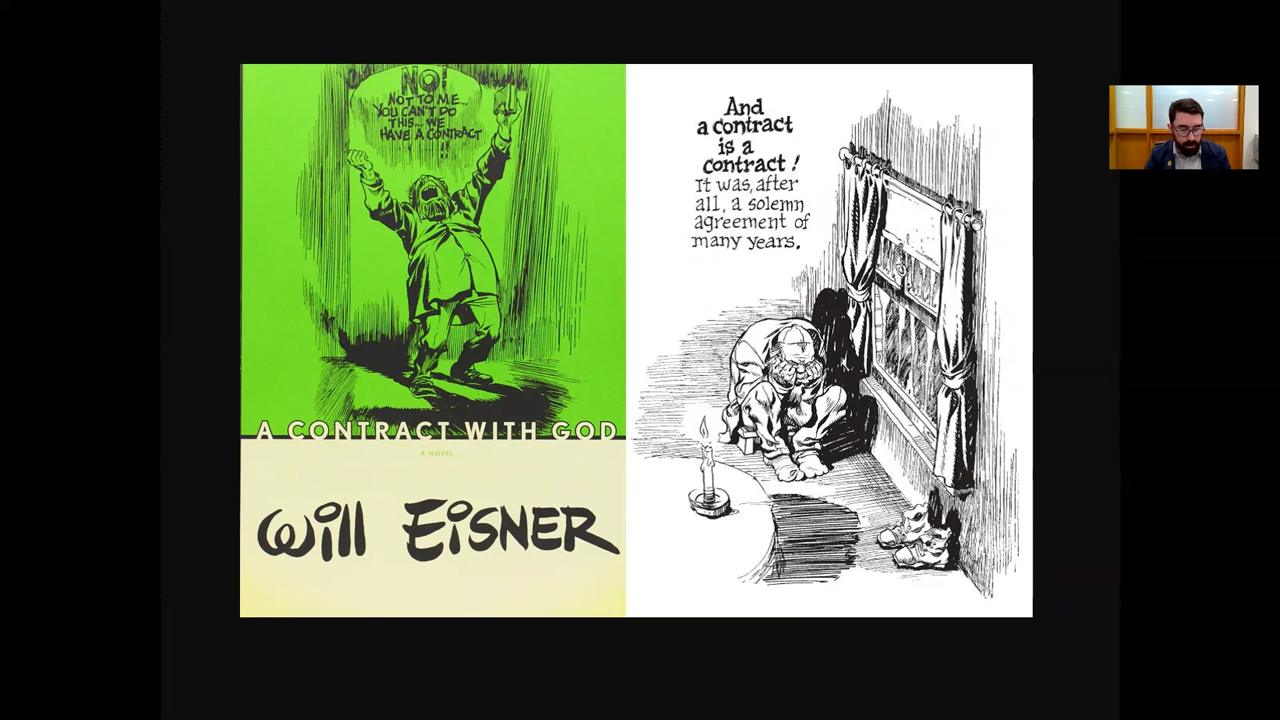 NO!
NOT TO ME...
YOU CAN'T DO
THIS... WE
HAVE A CONTRACT
!!
A CONTRACT WITH GOD
A NOVEL
Will EiSNER
And
a contract
is a
contract!
It was, after
all, a solemn
agreement of
many years.